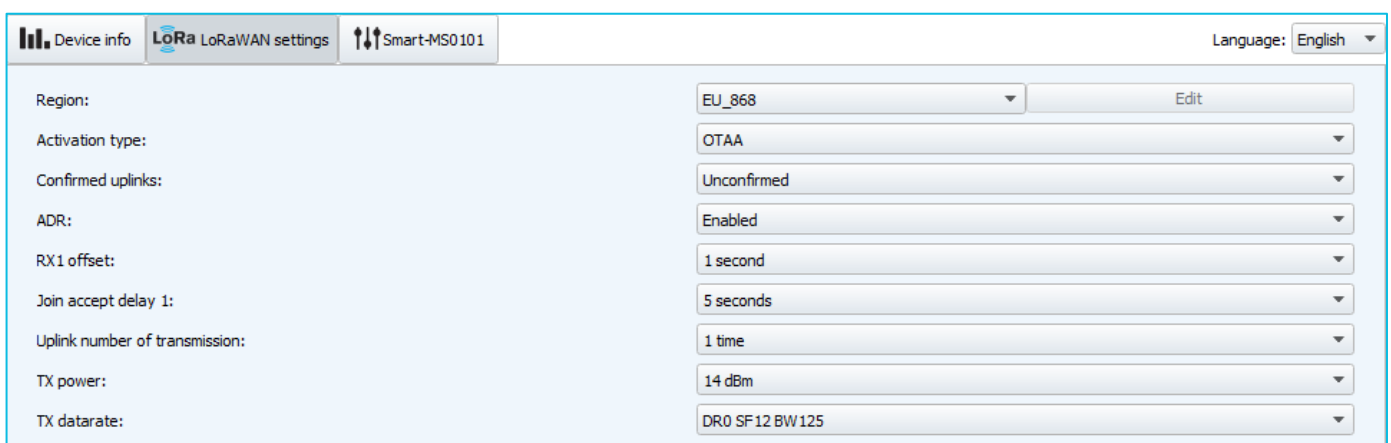 Device info LoRa LoRaWAN settings Smart-MS0101 Language: English
Region: EU_868 Edit
Activation type: OTAA
Confirmed uplinks: Unconfirmed
ADR: Enabled
RX1 offset: 1 second
Join accept delay 1: 5 seconds
Uplink number of transmission: 1 time
TX power: 14 dBm
TX datarate: DR0 SF12 BW125